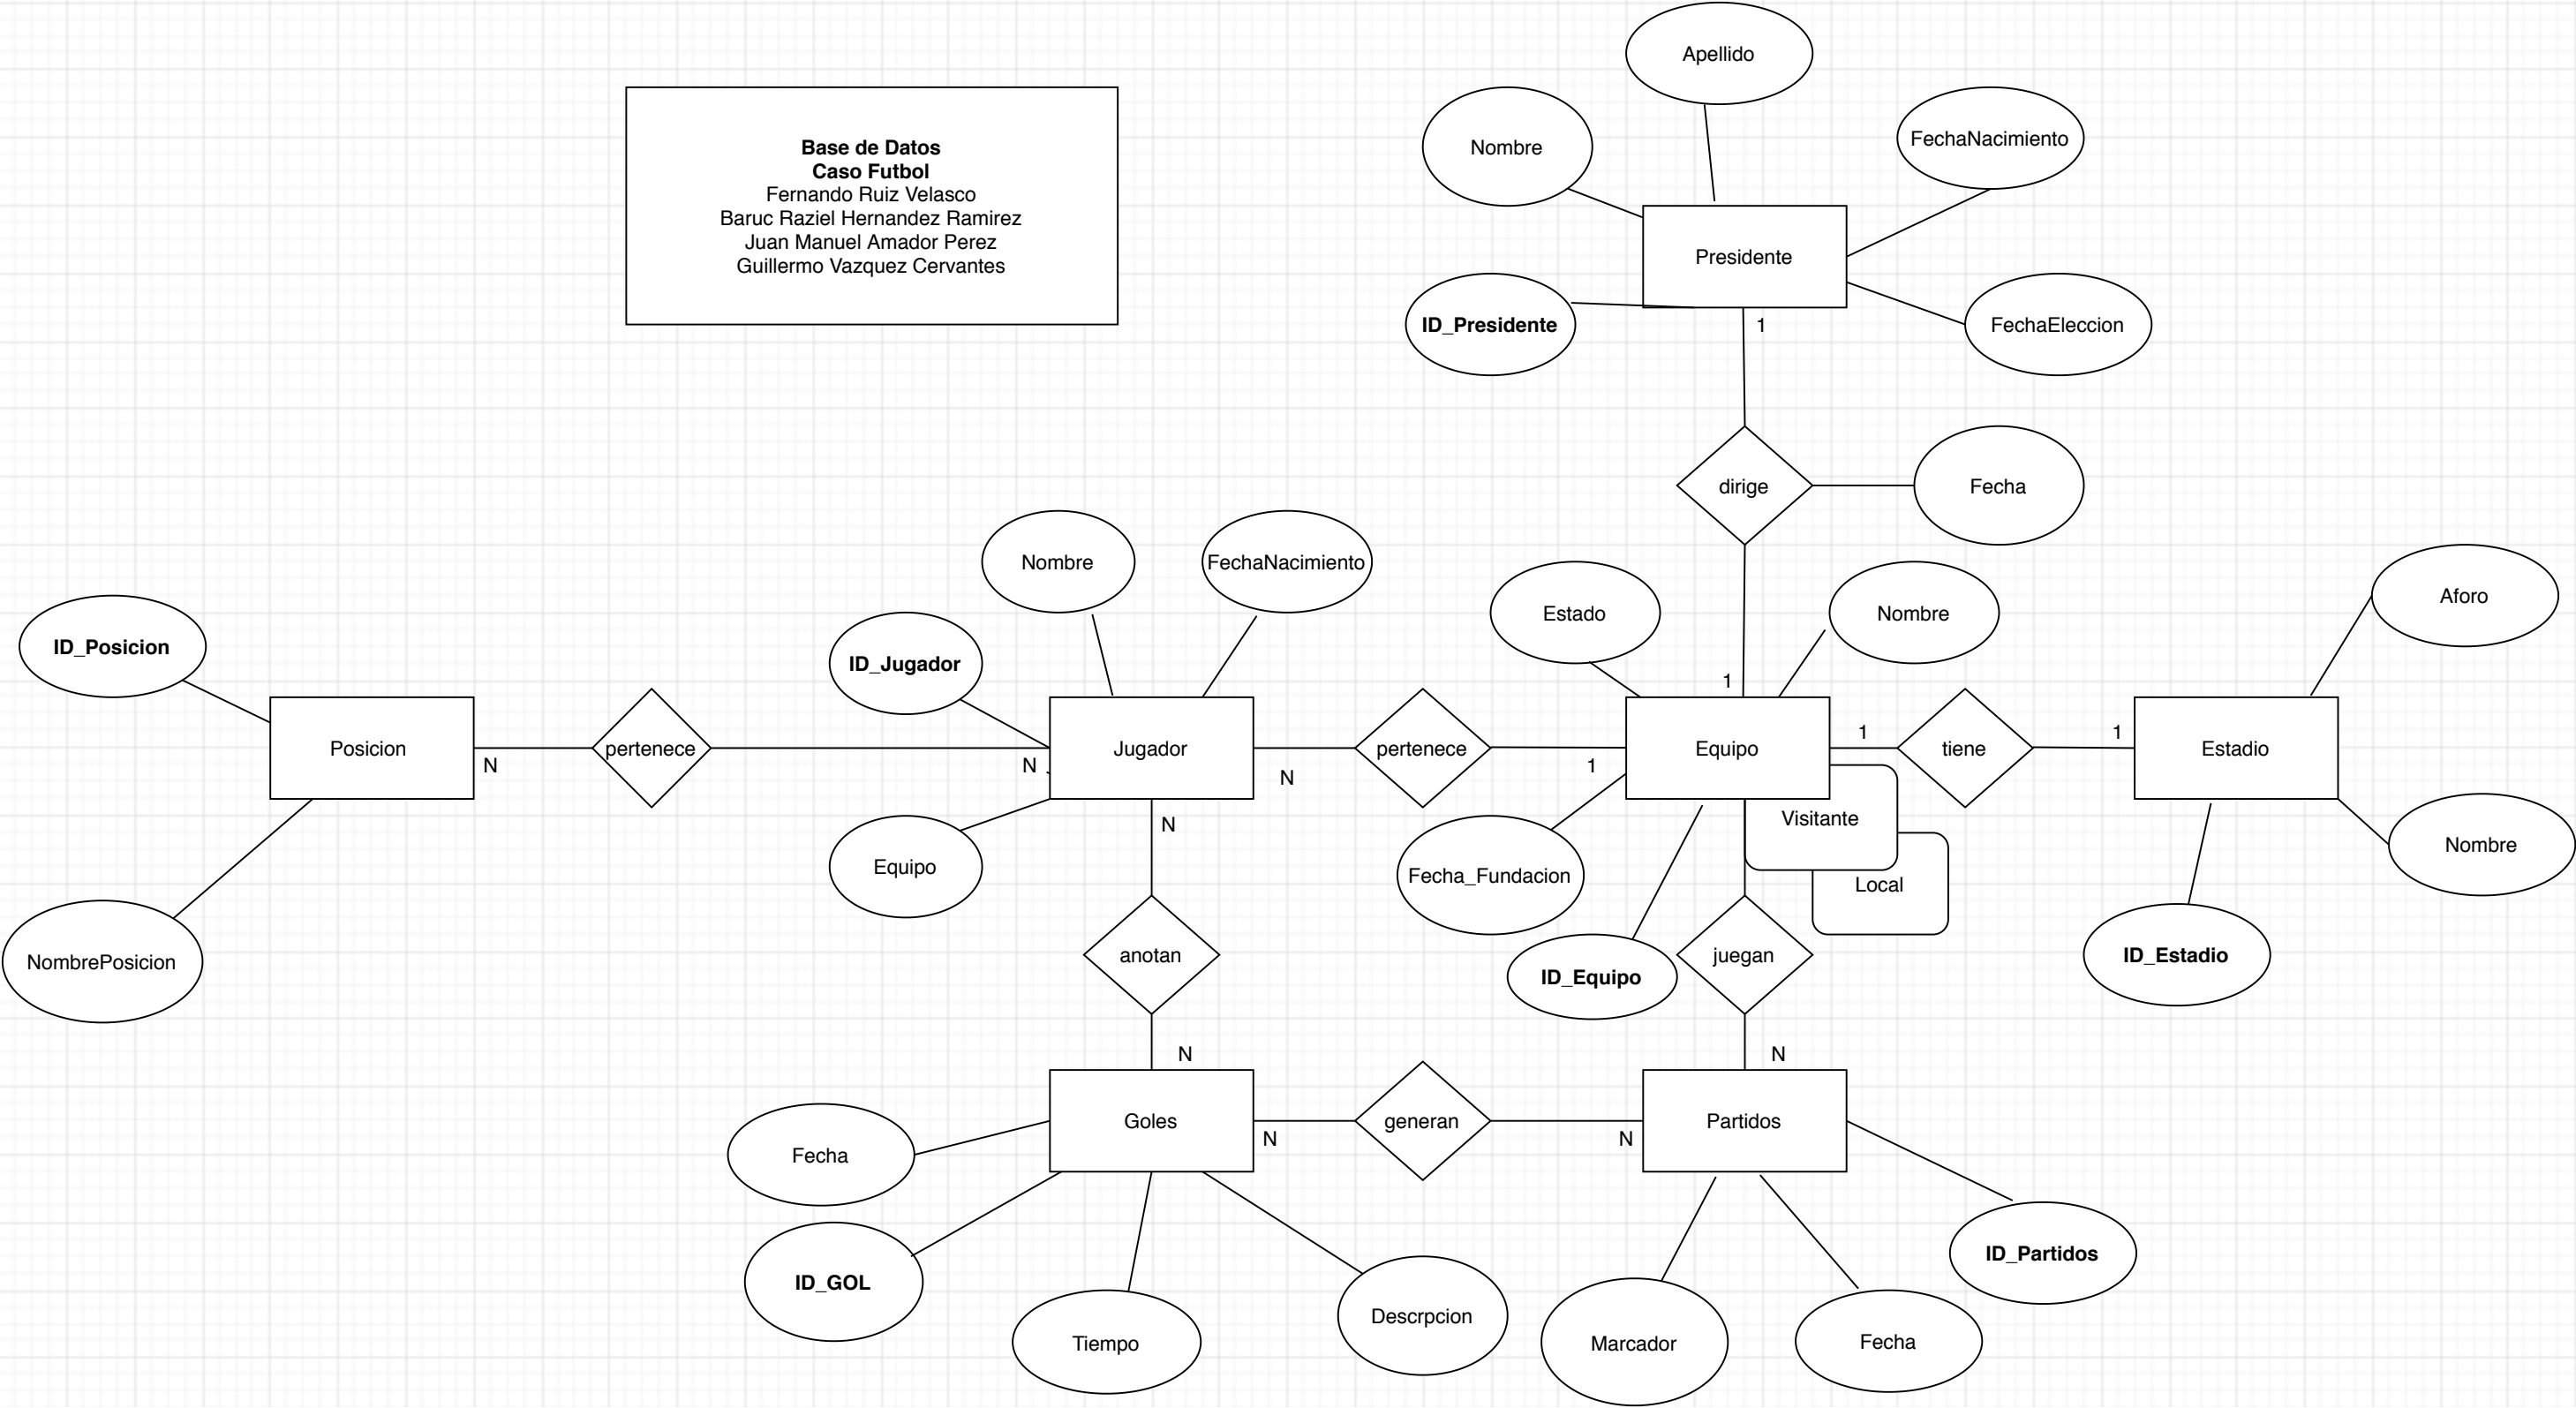 Apellido
Nombre
FechaNacimiento
Base de Datos
Caso Futbol
Fernando Ruiz Velasco
Baruc Raziel Hernandez Ramirez
Juan Manuel Amador Perez
Guillermo Vazquez Cervantes
Presidente
ID_Presidente
1
FechaEleccion
dirige
Fecha
Nombre
FechaNacimiento
Estado
Nombre
Aforo
ID_Posicion
ID_Jugador
1
Posicion
N
pertenece
N
Jugador
N
pertenece
1
Equipo
1
tiene
1
Estadio
Visitante
Local
Nombre
Equipo
N
Fecha_Fundacion
NombrePosicion
anotan
ID_Equipo
juegan
ID_Estadio
N
N
Goles
N
generan
N
Partidos
Fecha
ID_GOL
Tiempo
Descrpcion
Marcador
Fecha
ID_Partidos